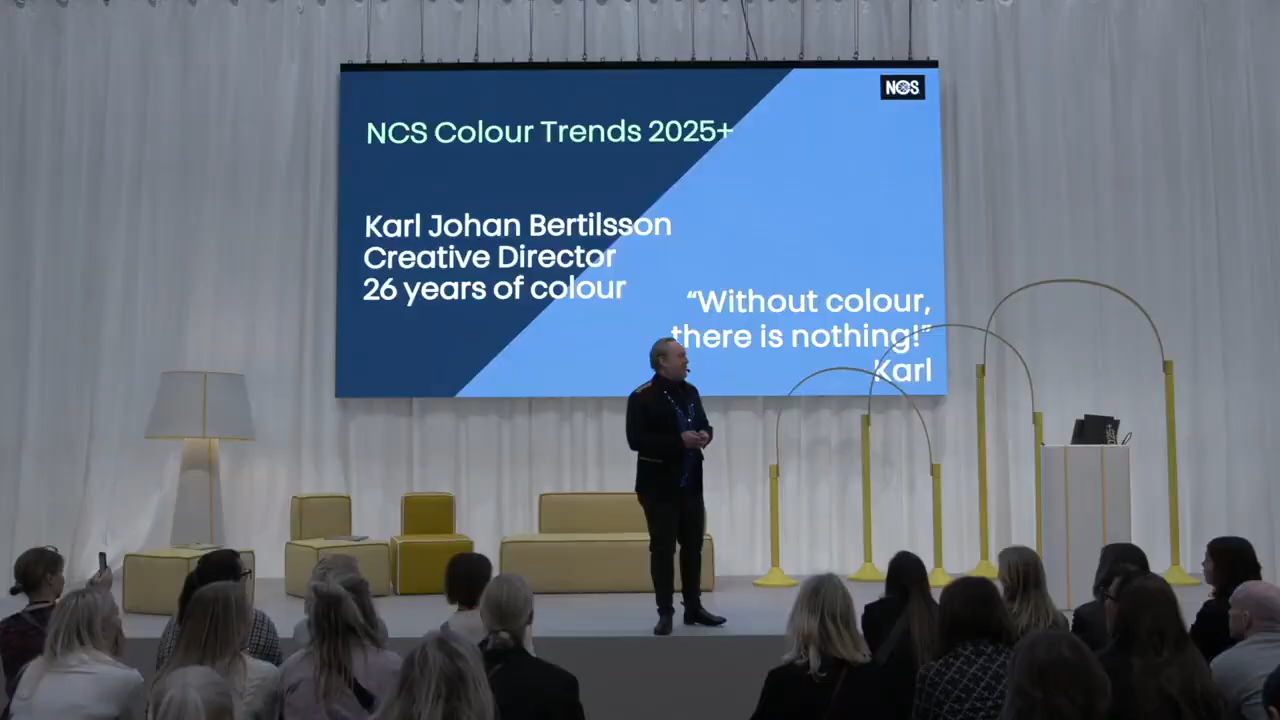 NCS
NCS Colour Trends 2025+
Karl Johan Bertilsson
Creative Director
26 years of colour
“Without colour,
there is nothing!”
Karl
2025+